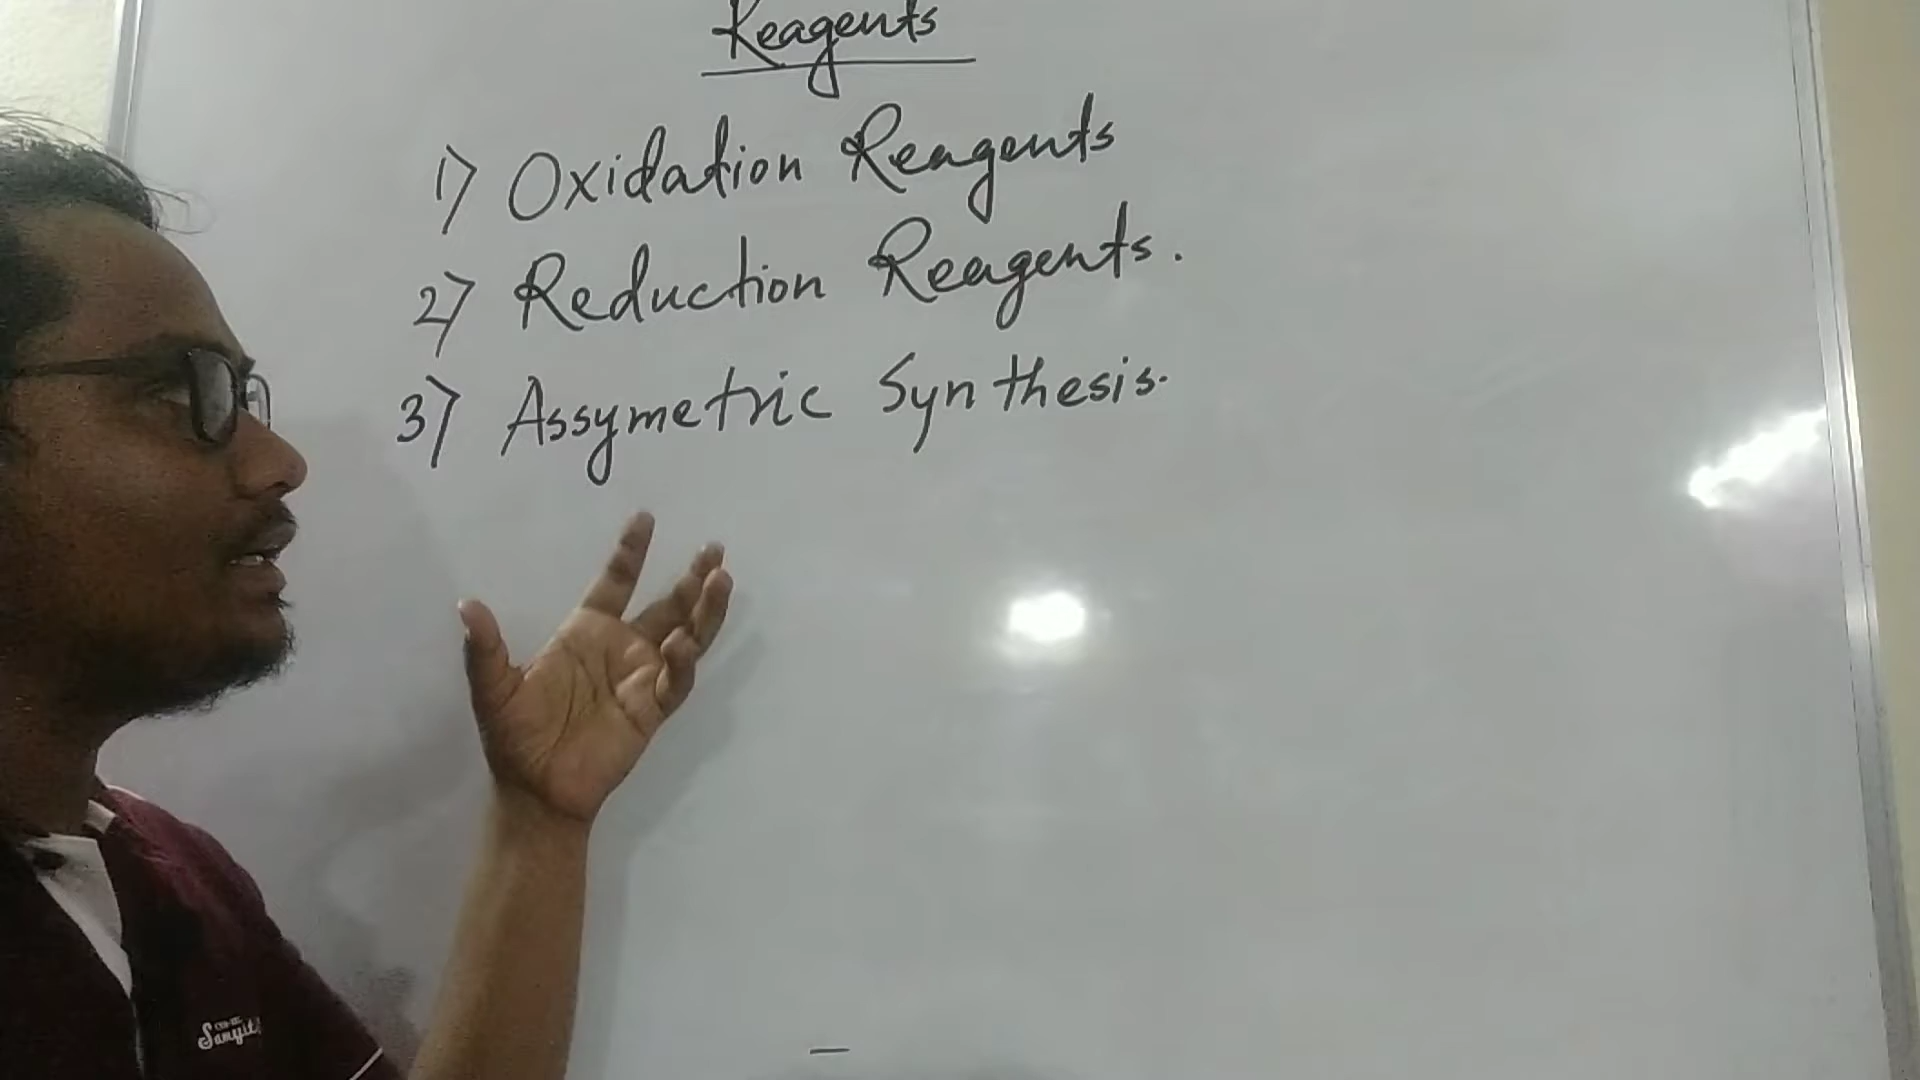 Reagents
1) Oxidation Reagents
2) Reduction Reagents.
3) Assymetric Synthesis.